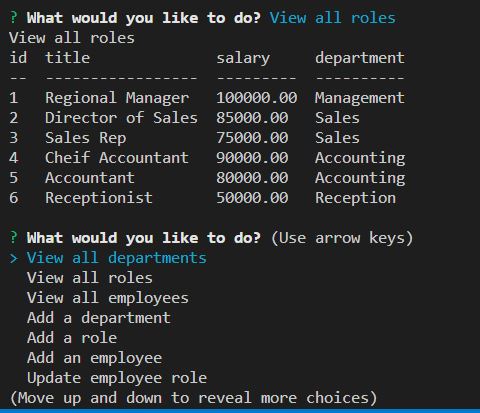 ? What would you like to do? View all roles
View all roles
id  title              salary     department
--  -----------------  ---------  ----------
1   Regional Manager   100000.00  Management
2   Director of Sales  85000.00   Sales
3   Sales Rep          75000.00   Sales
4   Cheif Accountant   90000.00   Accounting
5   Accountant         80000.00   Accounting
6   Receptionist       50000.00   Reception
? What would you like to do? (Use arrow keys)
> View all departments
  View all roles
  View all employees
  Add a department
  Add a role
  Add an employee
  Update employee role
(Move up and down to reveal more choices)